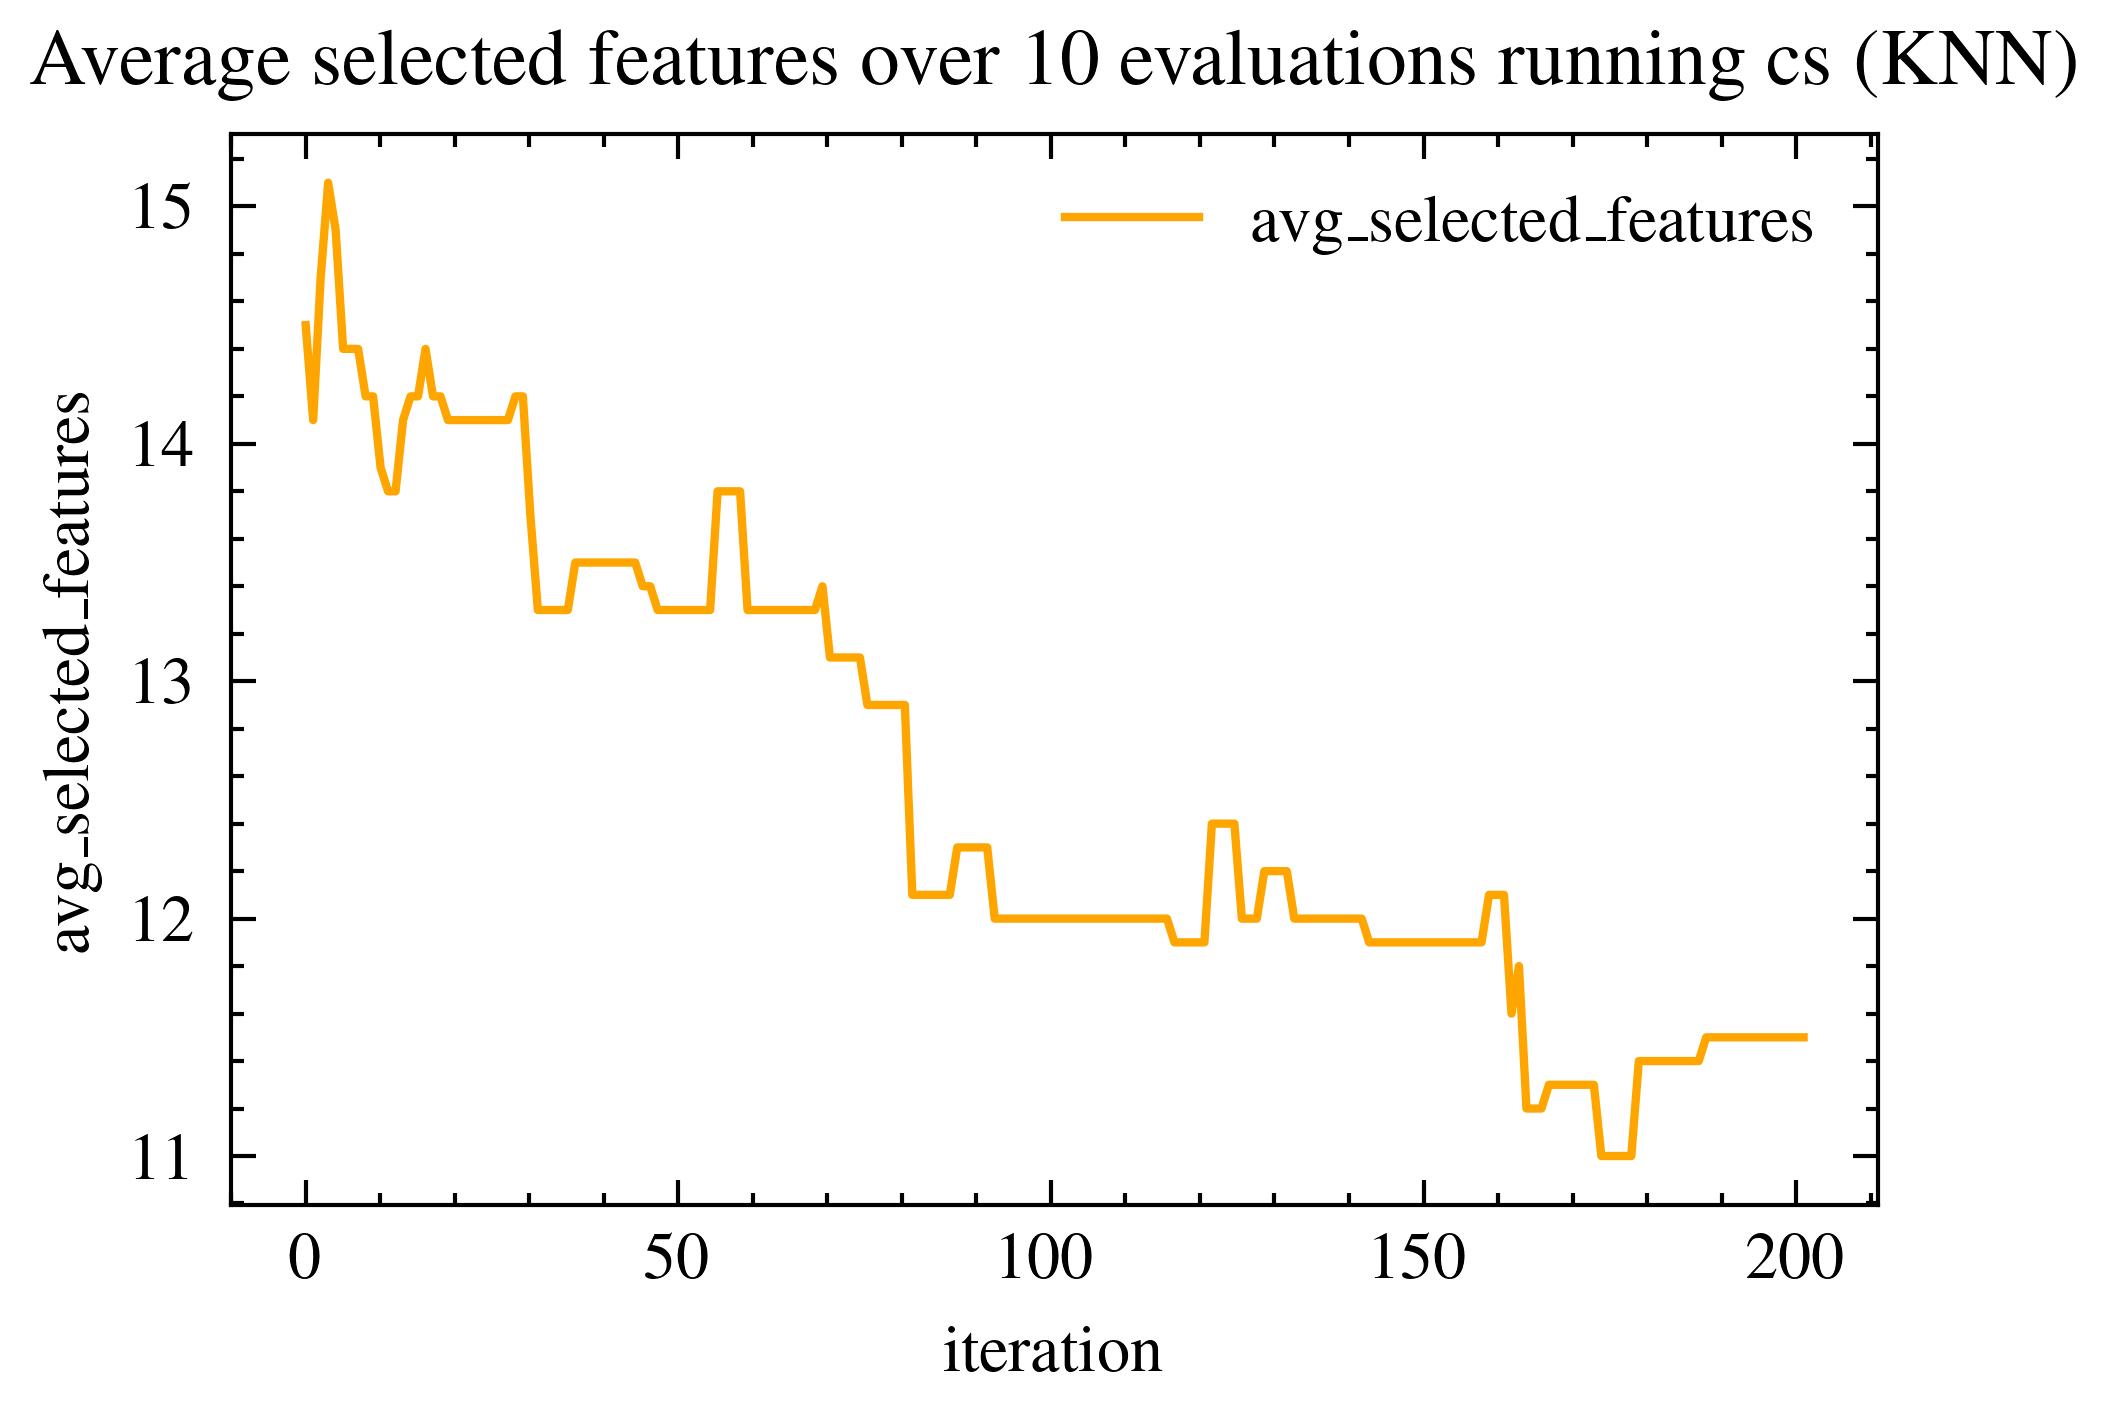 Average selected features over 10 evaluations running cs (KNN)
avg_selected_features
15
14
13
12
11
avg_selected_features
0 50 100 150 200
iteration